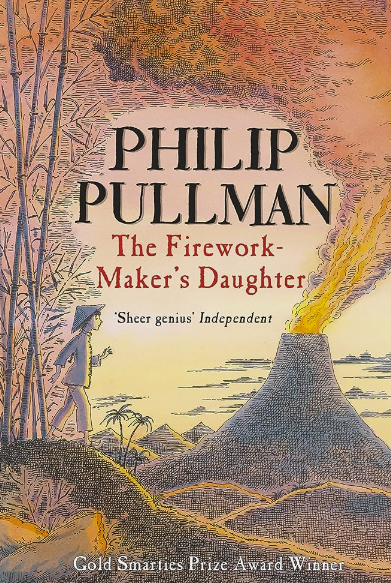 PHILIP
PULLMAN
The Firework-
Maker's Daughter
'Sheer genius' Independent
Gold Smarties Prize Award Winner